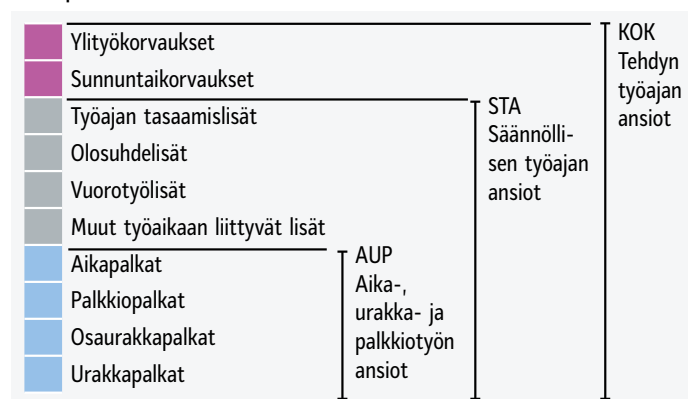 Ylityökorvaukset
Sunnuntaikorvaukset
Työajan tasaamislisät
Olosuhdelisät
Vuorotyölisät
Muut työaikaan liittyvät lisät
Aikapalkat
Palkkiopalkat
Osaurakkapalkat
Urakkapalkat
AUP
Aika-,
urakka- ja
palkkiotyön
ansiot
STA
Säännölli-
sen työajan
ansiot
KOK
Tehdyn
työajan
ansiot